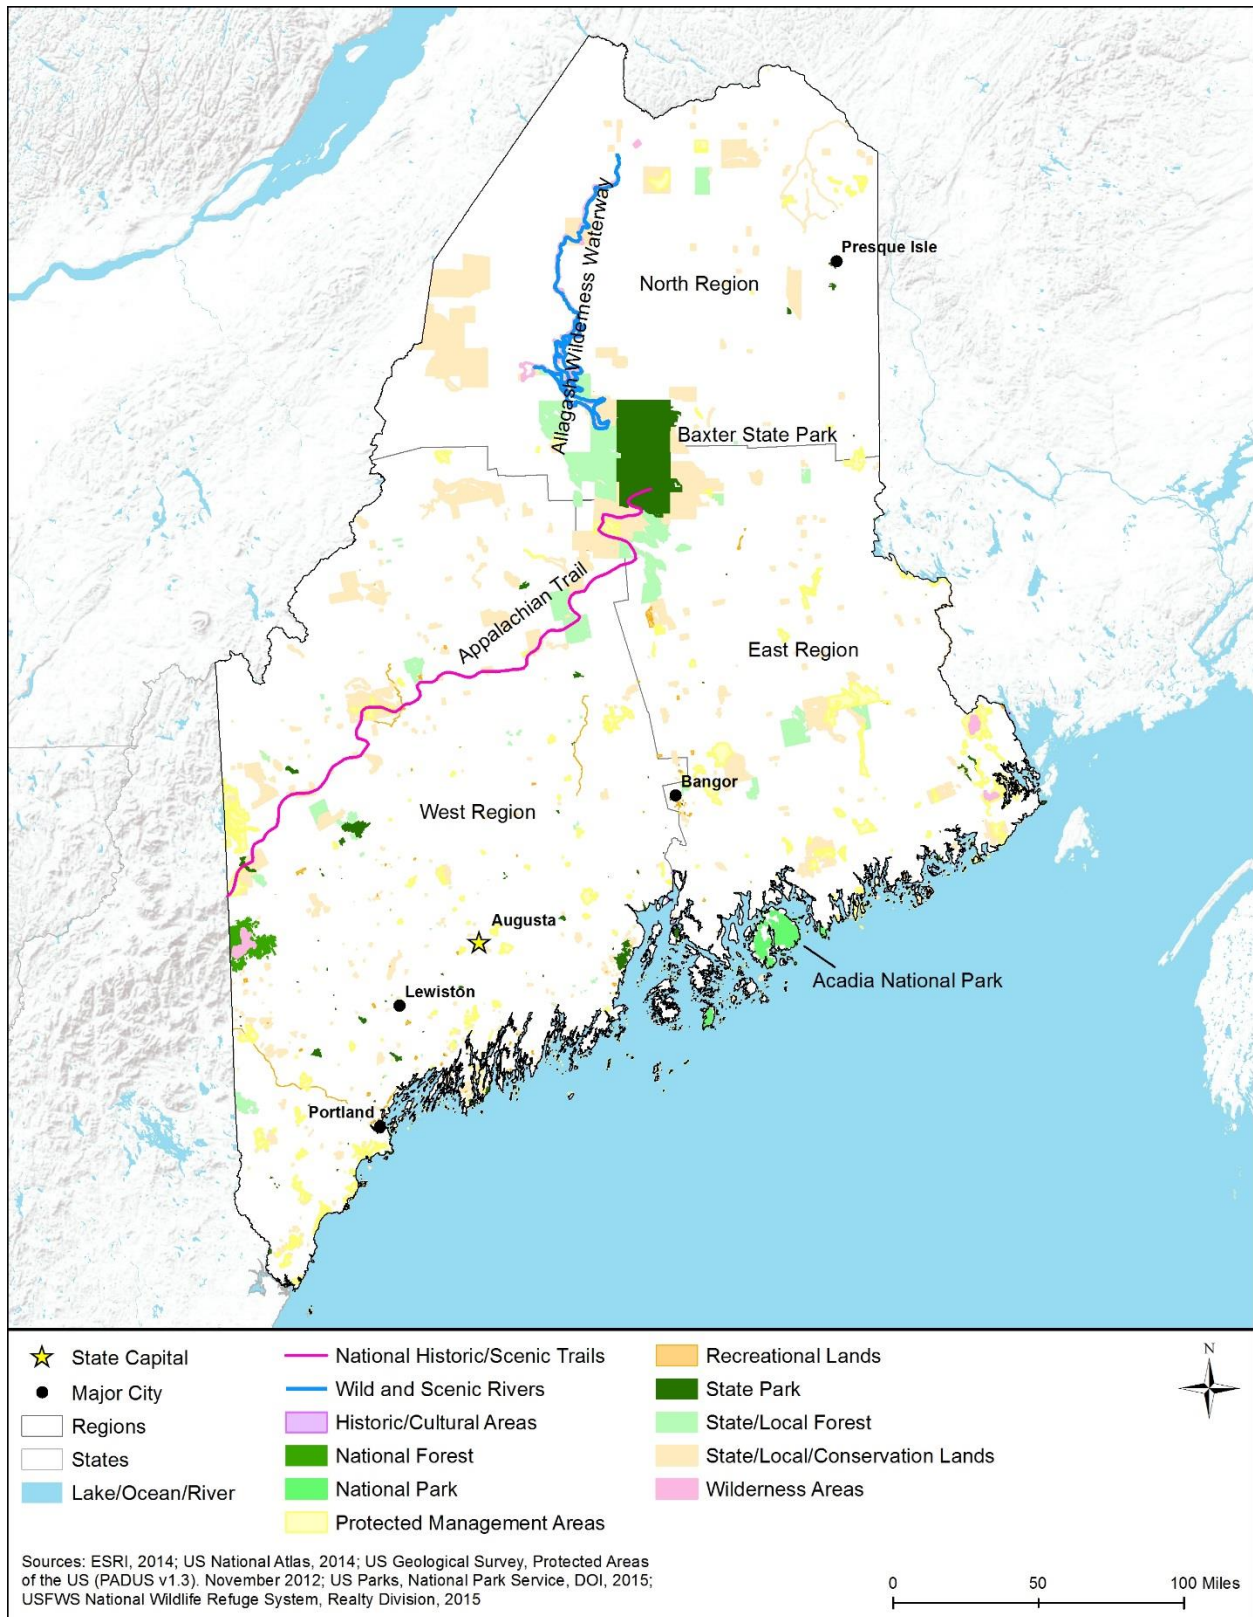 Allagash Wilderness Waterway
Presque Isle
North Region
Baxter State Park
Appalachian Trail
East Region
Bangor
West Region
Augusta
Acadia National Park
Lewiston
Portland
State Capital
Major City
Regions
States
Lake/Ocean/River
National Historic/Scenic Trails
Wild and Scenic Rivers
Historic/Cultural Areas
National Forest
National Park
Protected Management Areas
Recreational Lands
State Park
State/Local Forest
State/Local/Conservation Lands
Wilderness Areas
N
Sources: ESRI, 2014; US National Atlas, 2014; US Geological Survey, Protected Areas
of the US (PADUS v1.3). November 2012; US Parks, National Park Service, DOI, 2015;
USFWS National Wildlife Refuge System, Realty Division, 2015
0 50 100 Miles